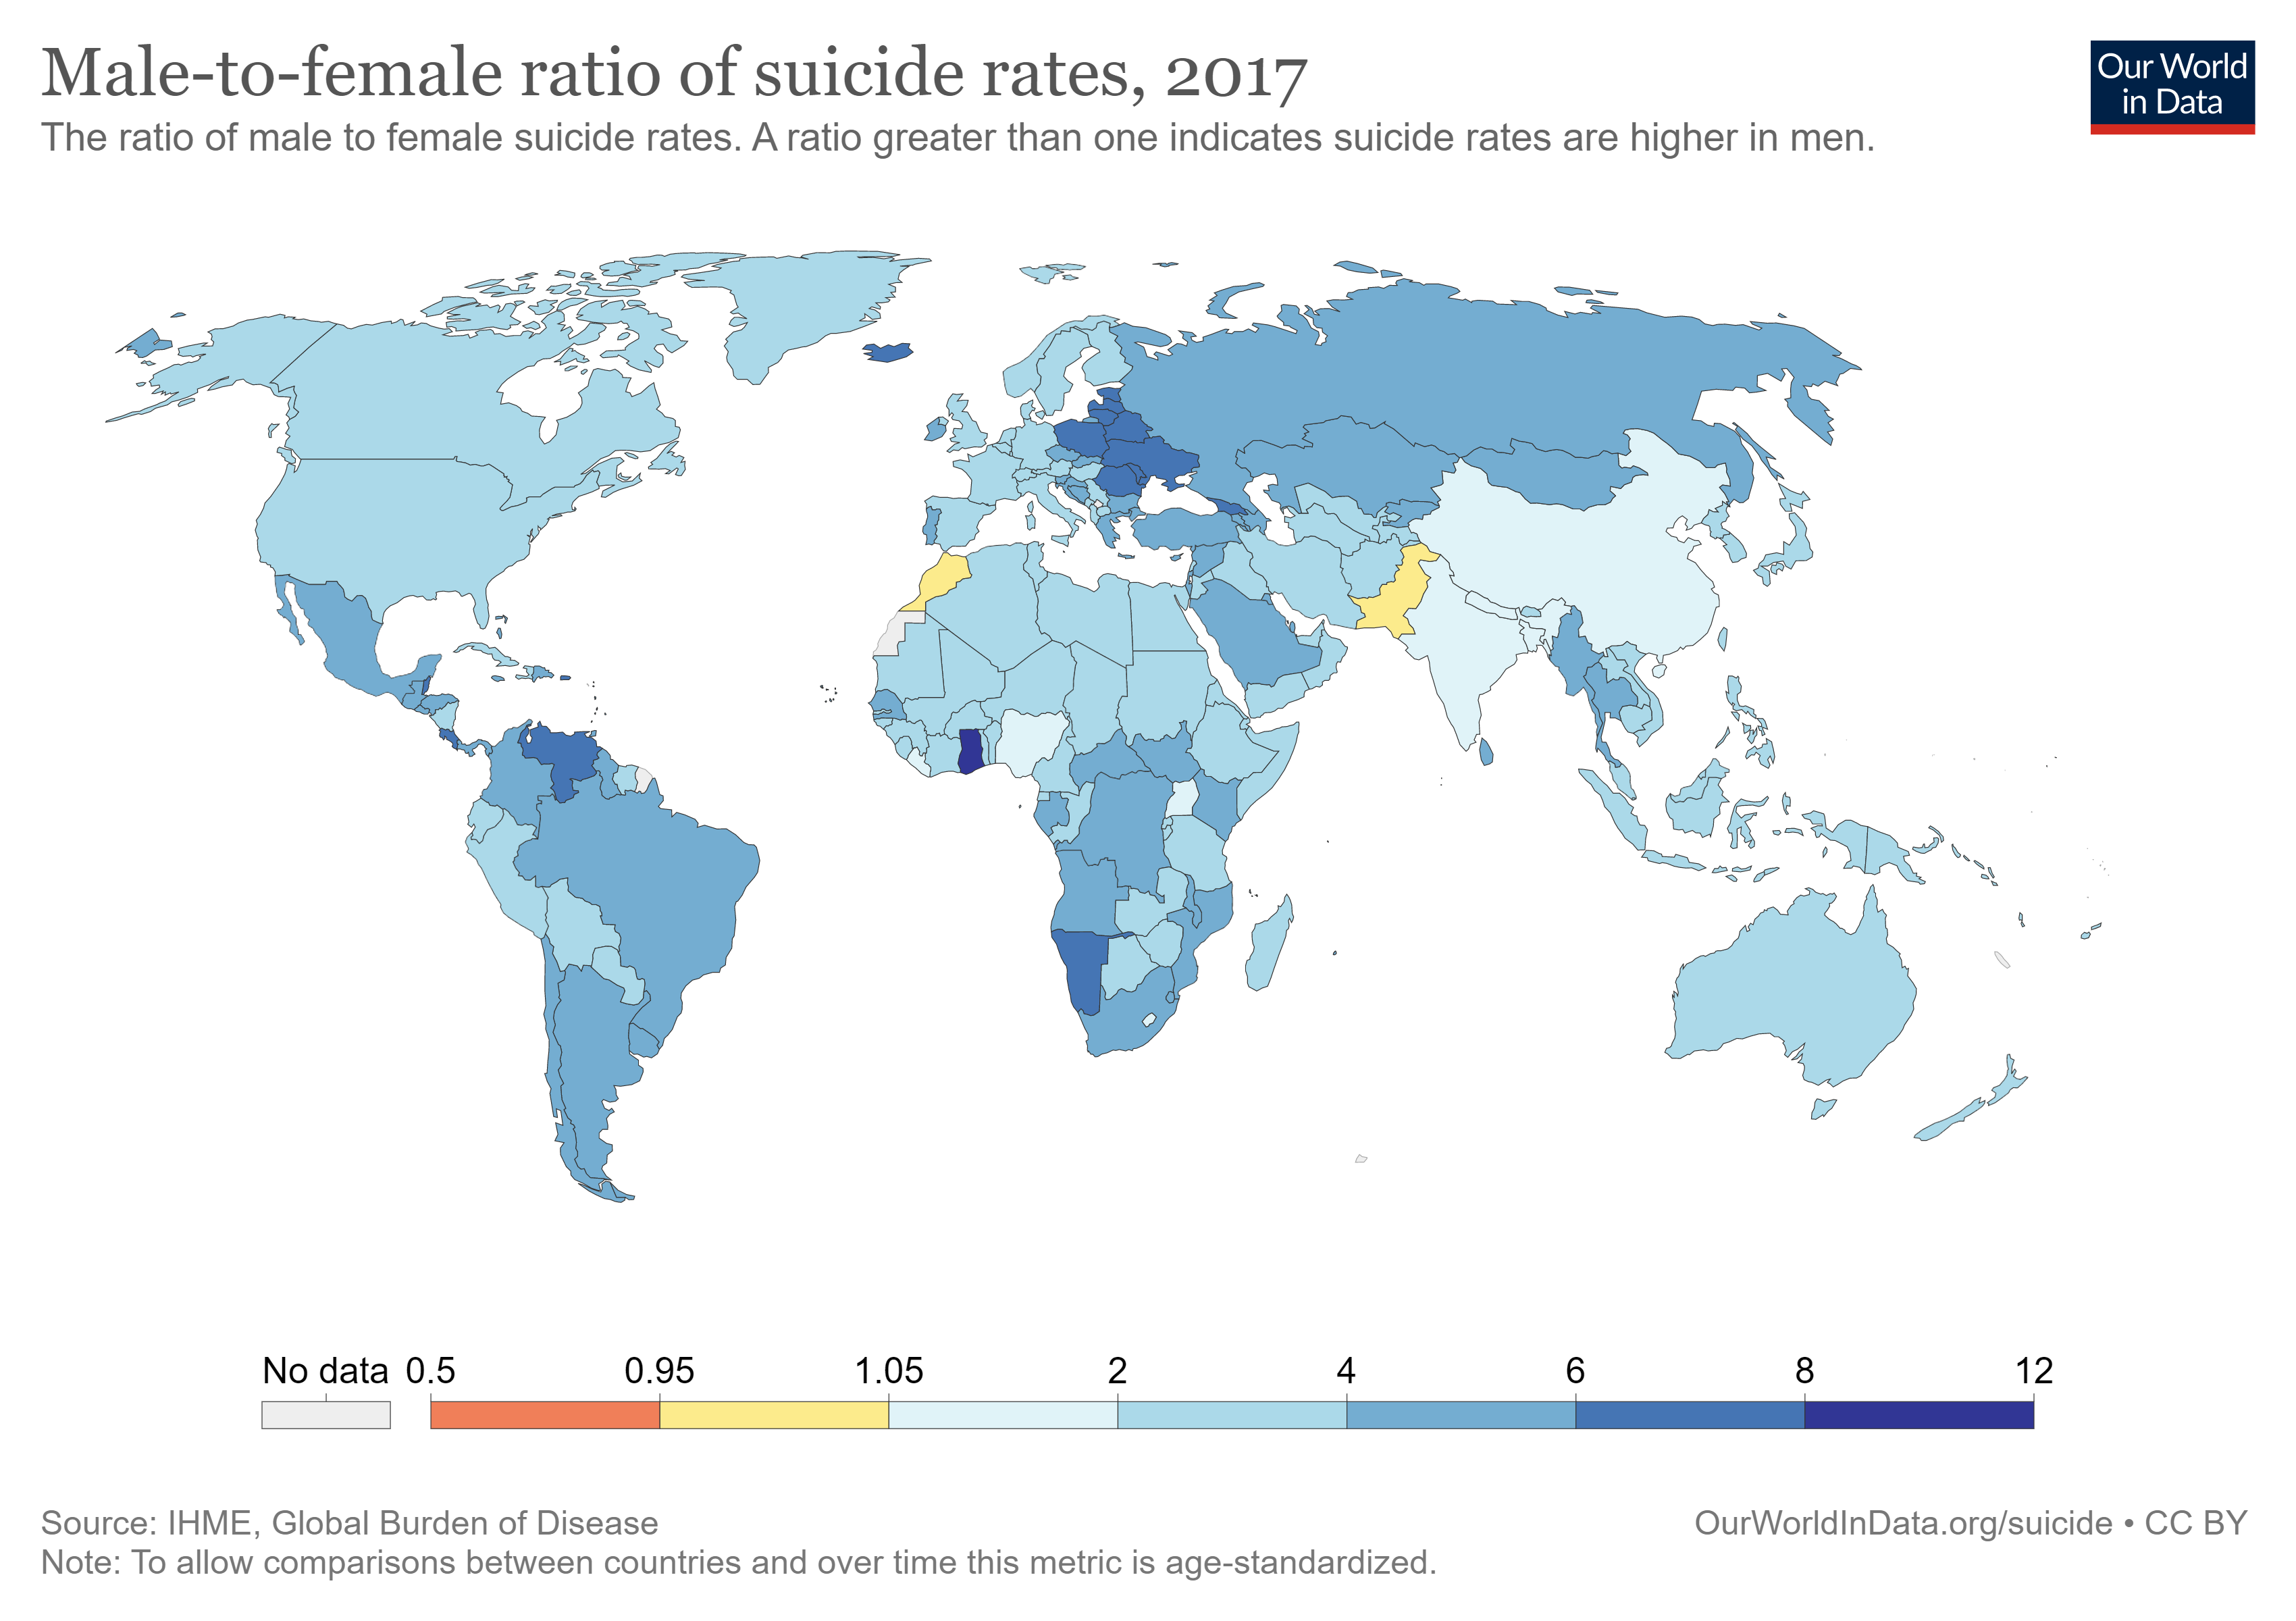 Male-to-female ratio of suicide rates, 2017
The ratio of male to female suicide rates. A ratio greater than one indicates suicide rates are higher in men.
Our World
in Data
No data 0.5 0.95 1.05 2 4 6 8 12
Source: IHME, Global Burden of Disease
OurWorldInData.org/suicide • CC BY
Note: To allow comparisons between countries and over time this metric is age-standardized.